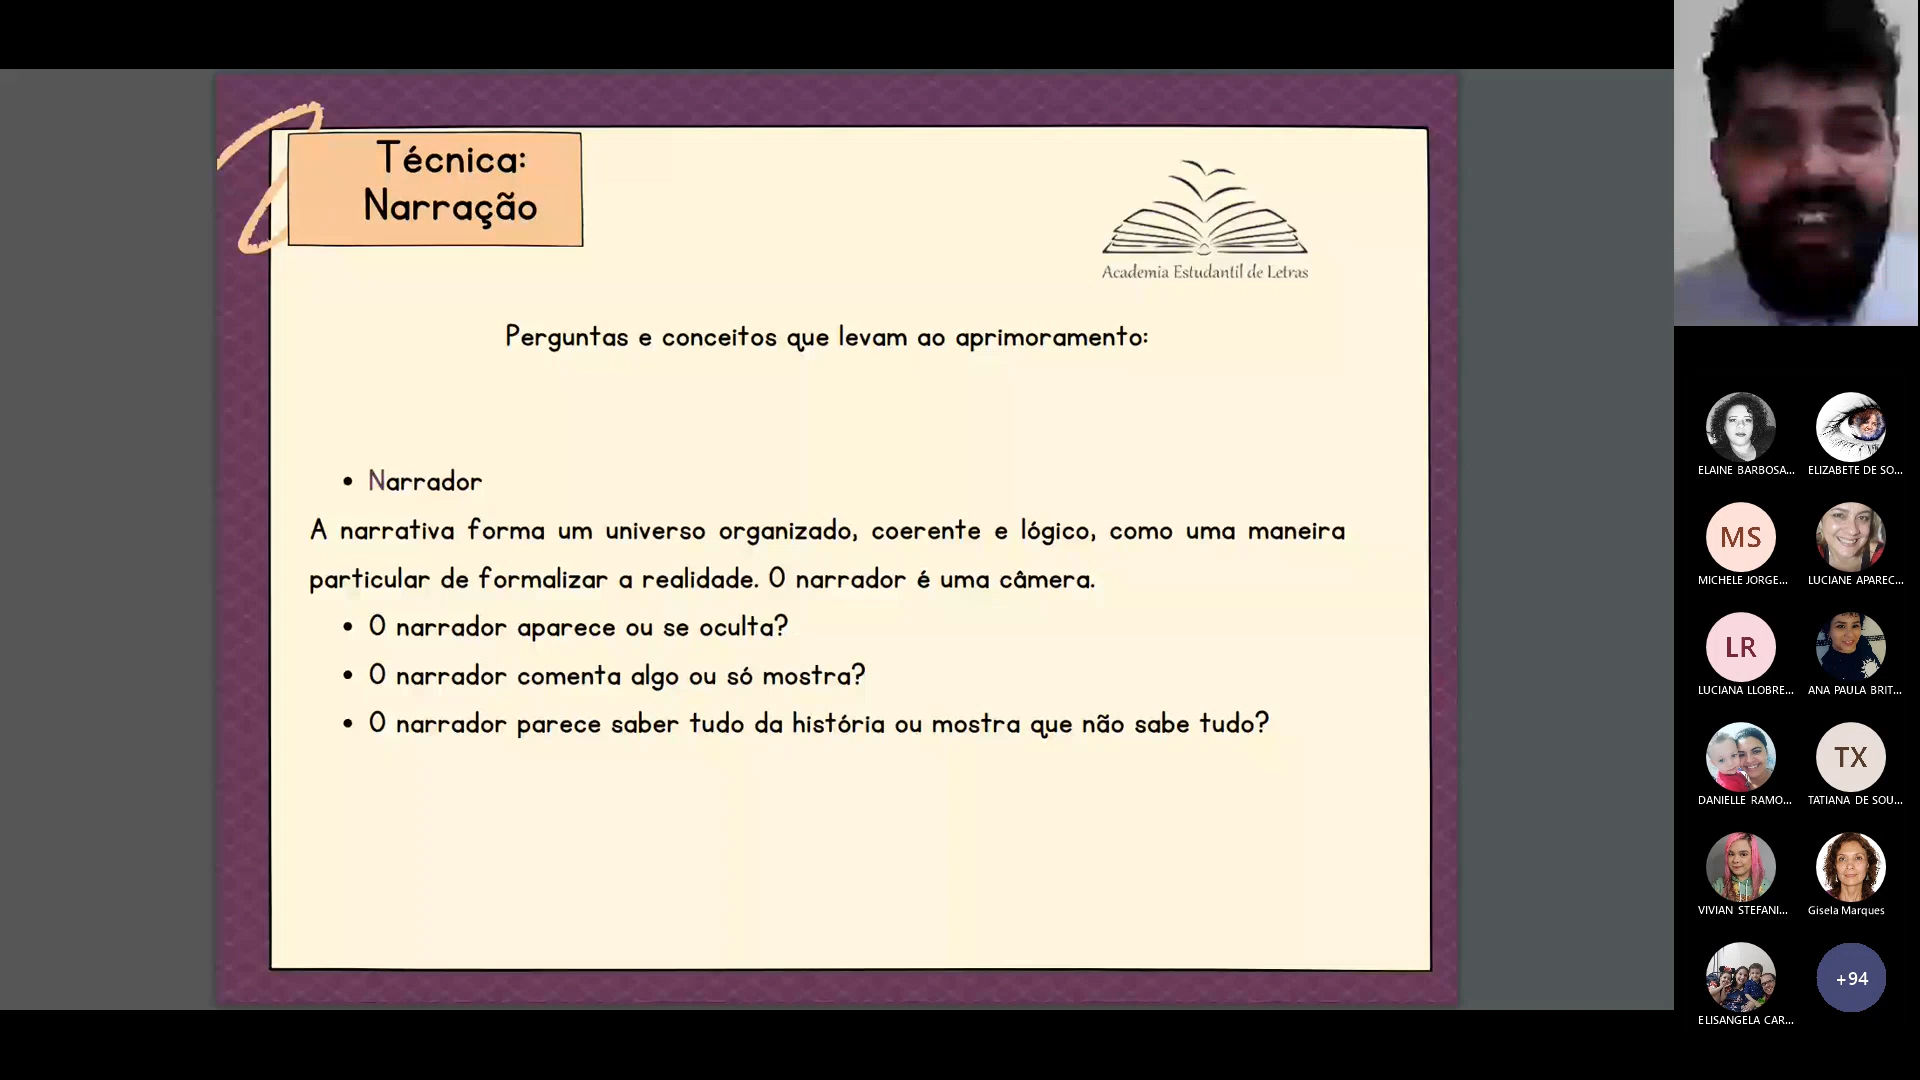 Técnica:
Narração
Academia Estudantil de Letras
Perguntas e conceitos que levam ao aprimoramento:
• Narrador
A narrativa forma um universo organizado, coerente e lógico, como uma maneira
particular de formalizar a realidade. O narrador é uma câmera.
• O narrador aparece ou se oculta?
• O narrador comenta algo ou só mostra?
• O narrador parece saber tudo da história ou mostra que não sabe tudo?
ELAINE BARBOSA...
ELIZABETE DE SO...
MS
MICHELE JORGE...
LUCIANE APAREC...
LR
LUCIANA LLOBRE...
ANA PAULA BRIT...
DANIELLE RAMO...
TX
TATIANA DE SOU...
VIVIAN STEFANI...
Gisela Marques
ELISANGELA CAR...
+94